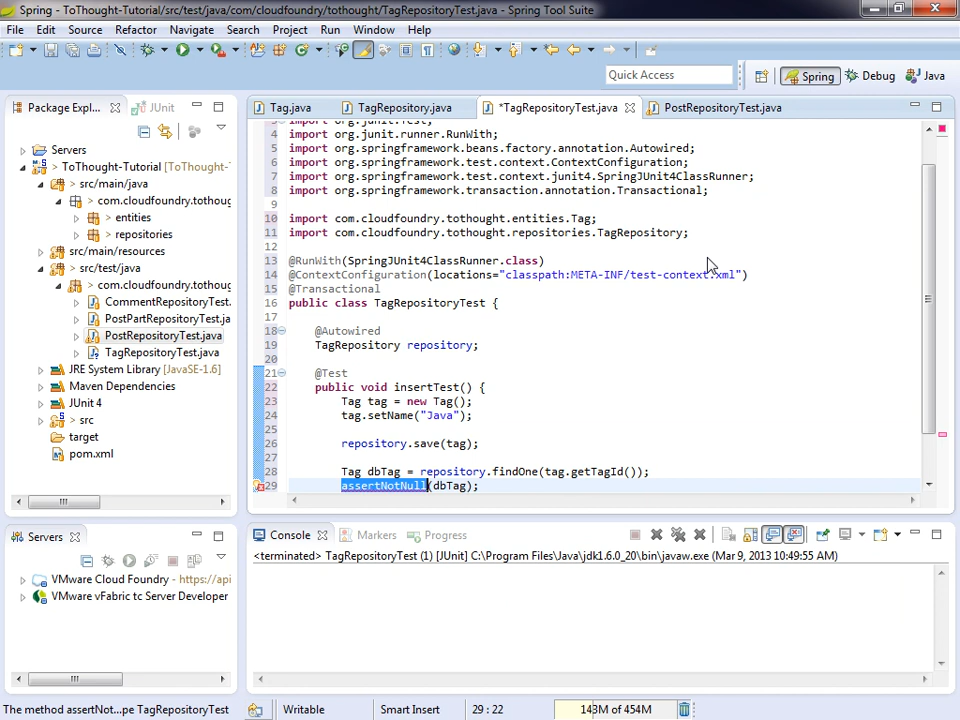 Spring - ToThought-Tutorial/src/test/java/com/cloudfoundry/tothought/TagRepositoryTest.java - Spring Tool Suite
File Edit Source Refactor Navigate Search Project Run Window Help
Quick Access
Spring
Debug
Java
Package Expl...
JUnit
Servers
> ToThought-Tutorial [ToThought-
> src/main/java
> com.cloudfoundry.tothoug
> entities
> repositories
src/main/resources
> src/test/java
> com.cloudfoundry.tothoug
CommentRepositoryTest.
PostPartRepositoryTest.ja
PostRepositoryTest.java
TagRepositoryTest.java
JRE System Library [JavaSE-1.6]
Maven Dependencies
JUnit 4
> src
target
pom.xml
Servers
VMware Cloud Foundry - https://api
VMware vFabric tc Server Developer
Tag.java
TagRepository.java
*TagRepositoryTest.java
PostRepositoryTest.java
3 import org.junit.Test;
4 import org.junit.runner.RunWith;
5 import org.springframework.beans.factory.annotation.Autowired;
6 import org.springframework.test.context.ContextConfiguration;
7 import org.springframework.test.context.junit4.SpringJUnit4ClassRunner;
8 import org.springframework.transaction.annotation.Transactional;
9
10 import com.cloudfoundry.tothought.entities.Tag;
11 import com.cloudfoundry.tothought.repositories.TagRepository;
12
13 @RunWith(SpringJUnit4ClassRunner.class)
14 @ContextConfiguration(locations="classpath:META-INF/test-context.xml")
15 @Transactional
16 public class TagRepositoryTest {
17
18 @Autowired
19 TagRepository repository;
20
21 @Test
22 public void insertTest() {
23 Tag tag = new Tag();
24 tag.setName("Java");
25
26 repository.save(tag);
27
28 Tag dbTag = repository.findOne(tag.getTagId());
29 assertNotNull(dbTag);
Console
Markers
Progress
<terminated> TagRepositoryTest (1) [JUnit] C:\Program Files\Java\jdk1.6.0_20\bin\javaw.exe (Mar 9, 2013 10:49:55 AM)
The method assertNot...pe TagRepositoryTest
Writable
Smart Insert
29 : 22
143M of 454M